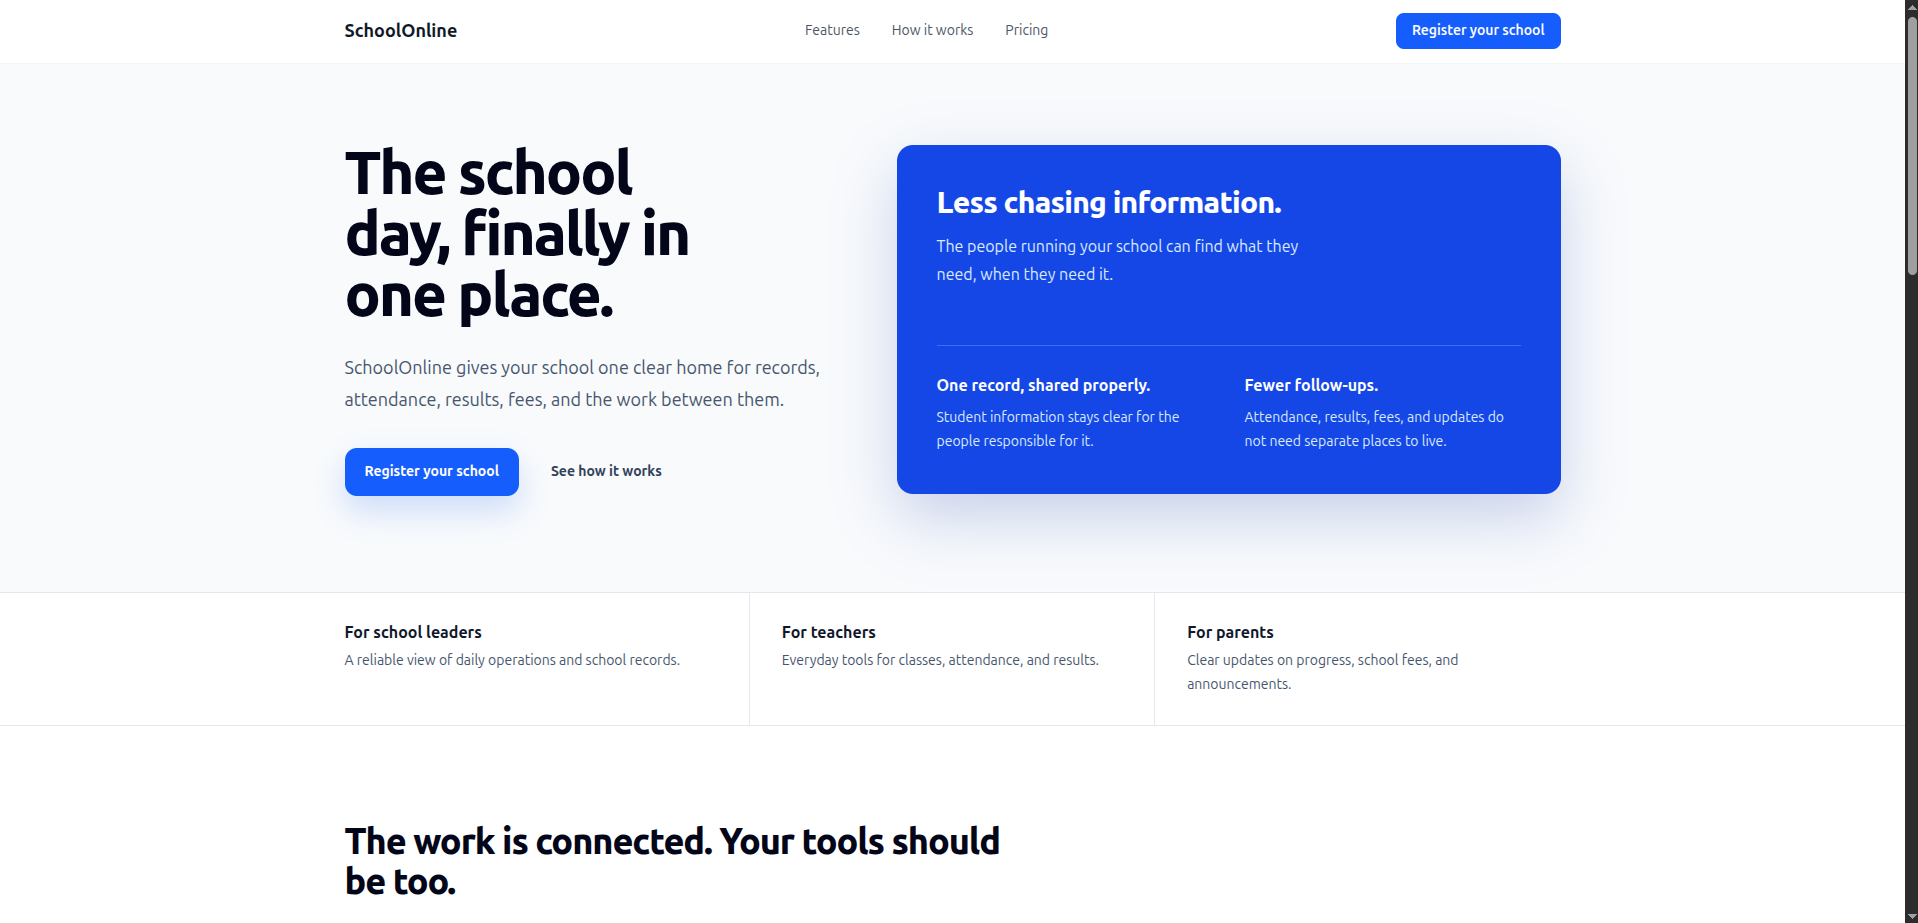 SchoolOnline
Features
How it works
Pricing
Register your school
The school
day, finally in
one place.
SchoolOnline gives your school one clear home for records,
attendance, results, fees, and the work between them.
Register your school
See how it works
Less chasing information.
The people running your school can find what they
need, when they need it.
One record, shared properly.
Student information stays clear for the
people responsible for it.
Fewer follow-ups.
Attendance, results, fees, and updates do
not need separate places to live.
For school leaders
A reliable view of daily operations and school records.
For teachers
Everyday tools for classes, attendance, and results.
For parents
Clear updates on progress, school fees, and
announcements.
The work is connected. Your tools should
be too.